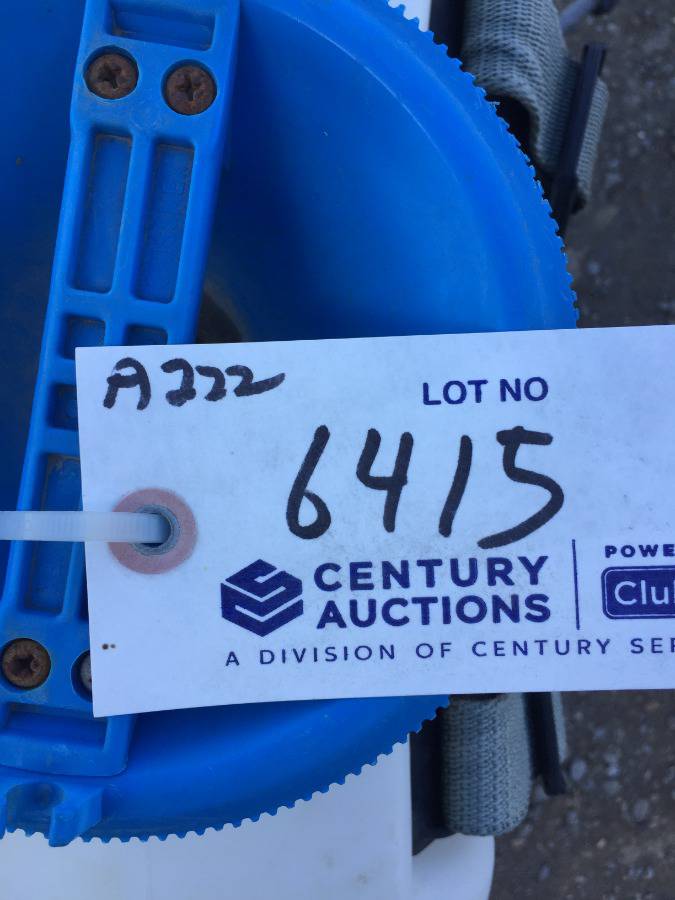 A222
LOT NO
6415
CENTURY
AUCTIONS
POWE
Clu
A DIVISION OF CENTURY SER